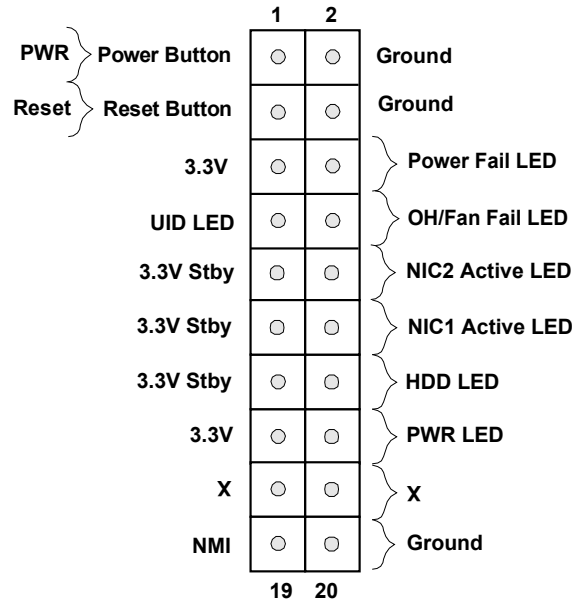 1 2
PWR Power Button Ground
Reset Reset Button Ground
3.3V Power Fail LED
UID LED OH/Fan Fail LED
3.3V Stby NIC2 Active LED
3.3V Stby NIC1 Active LED
3.3V Stby HDD LED
3.3V PWR LED
X X
NMI Ground
19 20